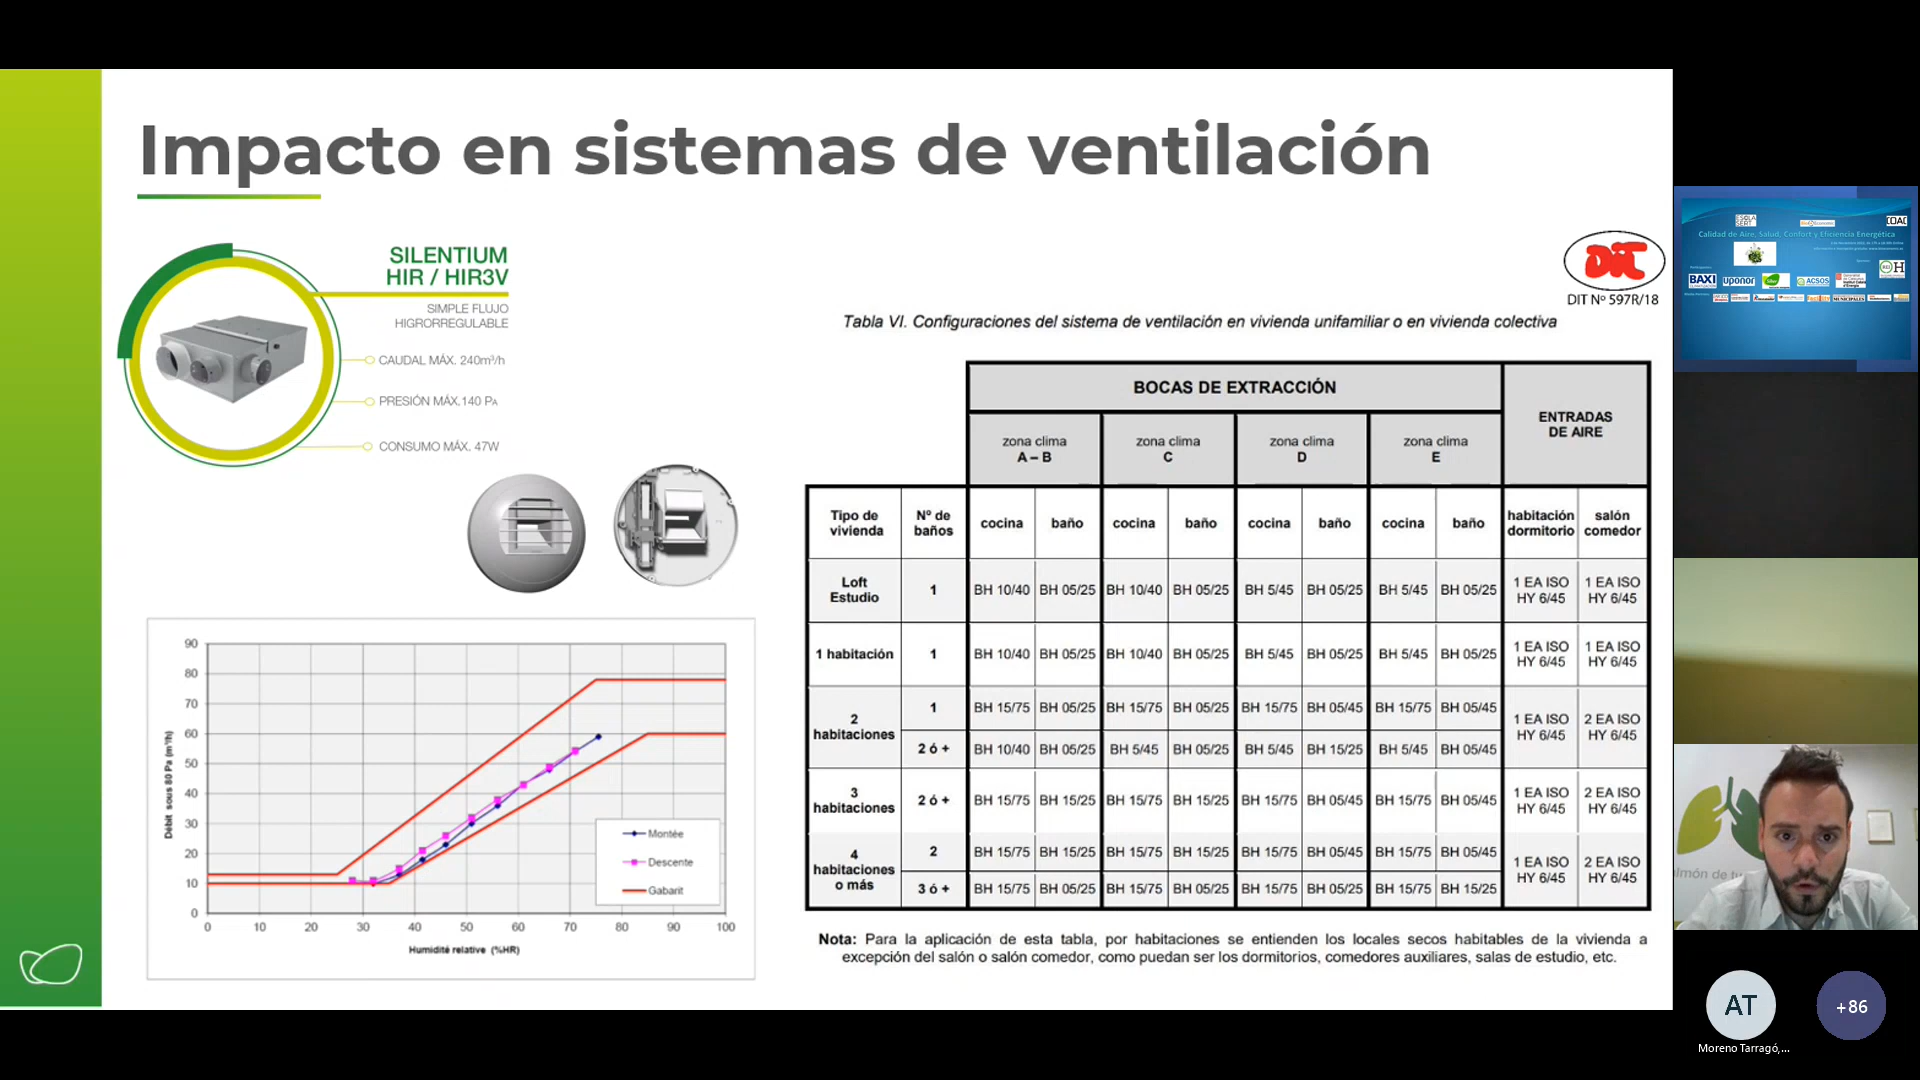 Impacto en sistemas de ventilación
SILENTIUM
HIR / HIR3V
SIMPLE FLUJO
HIGRORREGULABLE
CAUDAL MÁX. 240m³/h
PRESIÓN MÁX.140 PA
CONSUMO MÁX. 47W
90
80
70
60
50
40
30
20
10
0
Débit sous 80 Pa (m³/h)
0 10 20 30 40 50 60 70 80 90 100
Humidité relative (%HR)
Montée
Descente
Gabarit
DiT
DIT Nº 597R/18
Tabla VI. Configuraciones del sistema de ventilación en vivienda unifamiliar o en vivienda colectiva
BOCAS DE EXTRACCIÓN
ENTRADAS
DE AIRE
zona clima zona clima zona clima zona clima
A – B C D E
Tipo de vivienda Nº de baños cocina baño cocina baño cocina baño cocina baño habitación dormitorio salón comedor
Loft Estudio 1 BH 10/40 BH 05/25 BH 10/40 BH 05/25 BH 5/45 BH 05/25 BH 5/45 BH 05/25 1 EA ISO HY 6/45 1 EA ISO HY 6/45
1 habitación 1 BH 10/40 BH 05/25 BH 10/40 BH 05/25 BH 5/45 BH 05/25 BH 5/45 BH 05/25 1 EA ISO HY 6/45 1 EA ISO HY 6/45
2 habitaciones 1 BH 15/75 BH 05/25 BH 15/75 BH 05/25 BH 15/75 BH 05/45 BH 15/75 BH 05/45 1 EA ISO HY 6/45 2 EA ISO HY 6/45
2 ó + BH 10/40 BH 05/25 BH 5/45 BH 05/25 BH 5/45 BH 15/25 BH 5/45 BH 05/45
3 habitaciones 2 ó + BH 15/75 BH 15/25 BH 15/75 BH 15/25 BH 15/75 BH 05/45 BH 15/75 BH 05/45 1 EA ISO HY 6/45 2 EA ISO HY 6/45
4 habitaciones o más 2 BH 15/75 BH 15/25 BH 15/75 BH 15/25 BH 15/75 BH 05/45 BH 15/75 BH 05/45 1 EA ISO HY 6/45 2 EA ISO HY 6/45
3 ó + BH 15/75 BH 05/25 BH 15/75 BH 05/25 BH 15/75 BH 05/25 BH 15/75 BH 15/25
Nota: Para la aplicación de esta tabla, por habitaciones se entienden los locales secos habitables de la vivienda a
excepción del salón o salón comedor, como puedan ser los dormitorios, comedores auxiliares, salas de estudio, etc.
ESCOLA
SERT
COAC
Calidad de Aire, Salud, Confort y Eficiencia Energética
BAXI uponor ACSOS
MUNICIPALES
AT
+86
Moreno Tarragó,...